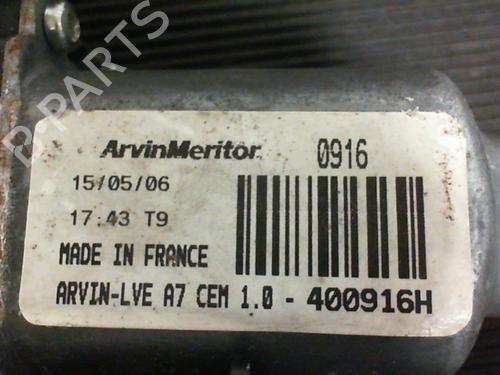 ArvinMeritor. 0916
15/05/06
17:43 T9
MADE IN FRANCE
ARVIN-LVE A7 CEM 1.0 - 400916H
B-PARTS